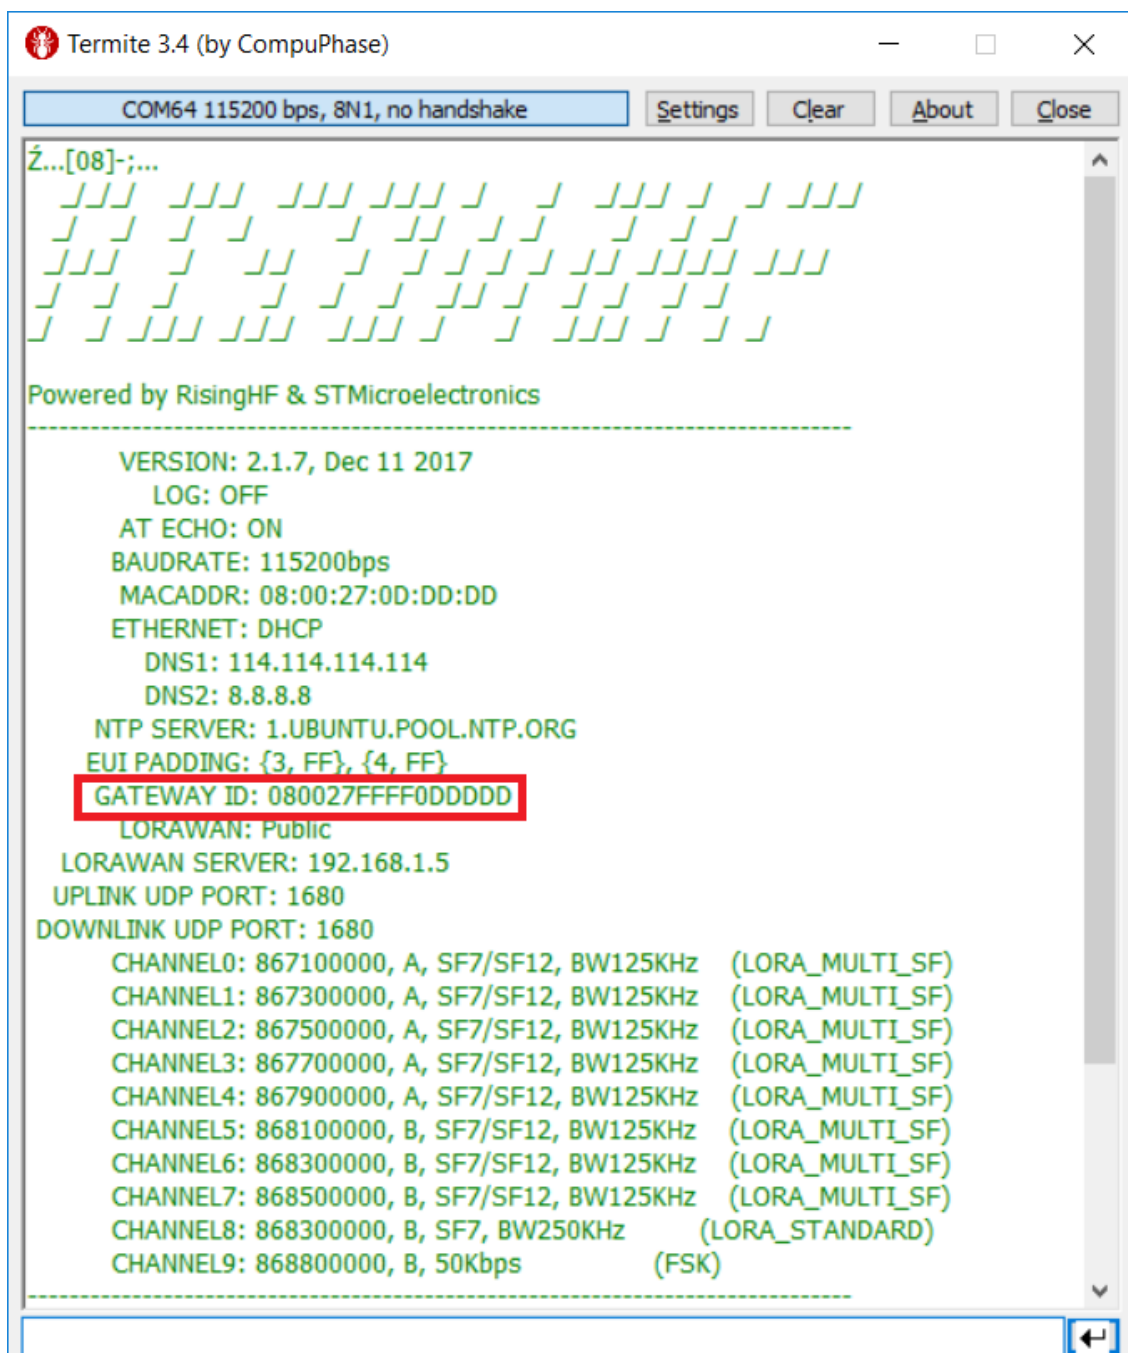 Termite 3.4 (by CompuPhase)
COM64 115200 bps, 8N1, no handshake Settings Clear About Close
Ź...[08]-;...
_/_/_/ _/_/_/ _/_/_/ _/_/_/ _/ _/ _/_/_/ _/ _/ _/_/_/
_/ _/ _/ _/ _/ _/_/ _/ _/ _/ _/ _/
_/_/_/ _/ _/_/ _/ _/ _/ _/ _/ _/_/ _/_/_/_/ _/_/_/
_/ _/ _/ _/ _/ _/ _/_/ _/ _/ _/ _/ _/
_/ _/ _/_/_/ _/_/_/ _/_/_/ _/ _/ _/_/_/ _/ _/ _/
Powered by RisingHF & STMicroelectronics
-------------------------------------------------------------------------------
VERSION: 2.1.7, Dec 11 2017
LOG: OFF
AT ECHO: ON
BAUDRATE: 115200bps
MACADDR: 08:00:27:0D:DD:DD
ETHERNET: DHCP
DNS1: 114.114.114.114
DNS2: 8.8.8.8
NTP SERVER: 1.UBUNTU.POOL.NTP.ORG
EUI PADDING: {3, FF}, {4, FF}
GATEWAY ID: 080027FFFF0DDDDD
LORAWAN: Public
LORAWAN SERVER: 192.168.1.5
UPLINK UDP PORT: 1680
DOWNLINK UDP PORT: 1680
CHANNEL0: 867100000, A, SF7/SF12, BW125KHz (LORA_MULTI_SF)
CHANNEL1: 867300000, A, SF7/SF12, BW125KHz (LORA_MULTI_SF)
CHANNEL2: 867500000, A, SF7/SF12, BW125KHz (LORA_MULTI_SF)
CHANNEL3: 867700000, A, SF7/SF12, BW125KHz (LORA_MULTI_SF)
CHANNEL4: 867900000, A, SF7/SF12, BW125KHz (LORA_MULTI_SF)
CHANNEL5: 868100000, B, SF7/SF12, BW125KHz (LORA_MULTI_SF)
CHANNEL6: 868300000, B, SF7/SF12, BW125KHz (LORA_MULTI_SF)
CHANNEL7: 868500000, B, SF7/SF12, BW125KHz (LORA_MULTI_SF)
CHANNEL8: 868300000, B, SF7, BW250KHz (LORA_STANDARD)
CHANNEL9: 868800000, B, 50Kbps (FSK)
-------------------------------------------------------------------------------